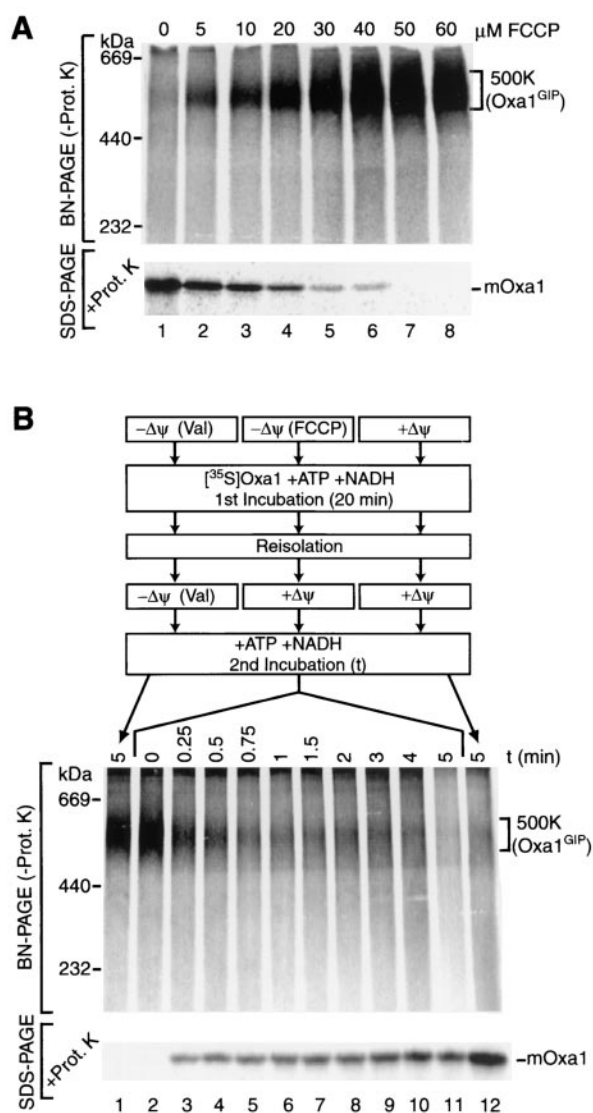 A
0 5 10 20 30 40 50 60 μM FCCP
kDa
669-
500K
(Oxa1GIP)
440-
232-
BN-PAGE (-Prot. K)
SDS-PAGE
+Prot. K
-mOxa1
1 2 3 4 5 6 7 8
B
-Δψ (Val) -Δψ (FCCP) +Δψ
[35S]Oxa1 +ATP +NADH
1st Incubation (20 min)
Reisolation
-Δψ (Val) +Δψ +Δψ
+ATP +NADH
2nd Incubation (t)
5 0 0.25 0.5 0.75 1 1.5 2 3 4 5 5 t (min)
kDa
669-
500K
(Oxa1GIP)
440-
232-
BN-PAGE (-Prot. K)
SDS-PAGE
+Prot. K
-mOxa1
1 2 3 4 5 6 7 8 9 10 11 12